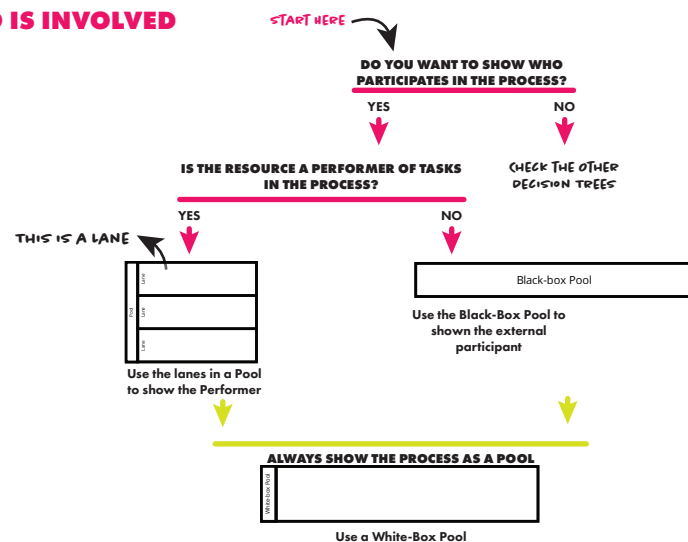 IS INVOLVED
START HERE
DO YOU WANT TO SHOW WHO
PARTICIPATES IN THE PROCESS?
YES
NO
IS THE RESOURCE A PERFORMER OF TASKS
IN THE PROCESS?
CHECK THE OTHER
DECISION TREES
YES
NO
THIS IS A LANE
Pool
Lane
Lane
Lane
Black-box Pool
Use the Black-Box Pool to
shown the external
participant
Use the lanes in a Pool
to show the Performer
ALWAYS SHOW THE PROCESS AS A POOL
White-box Pool
Use a White-Box Pool